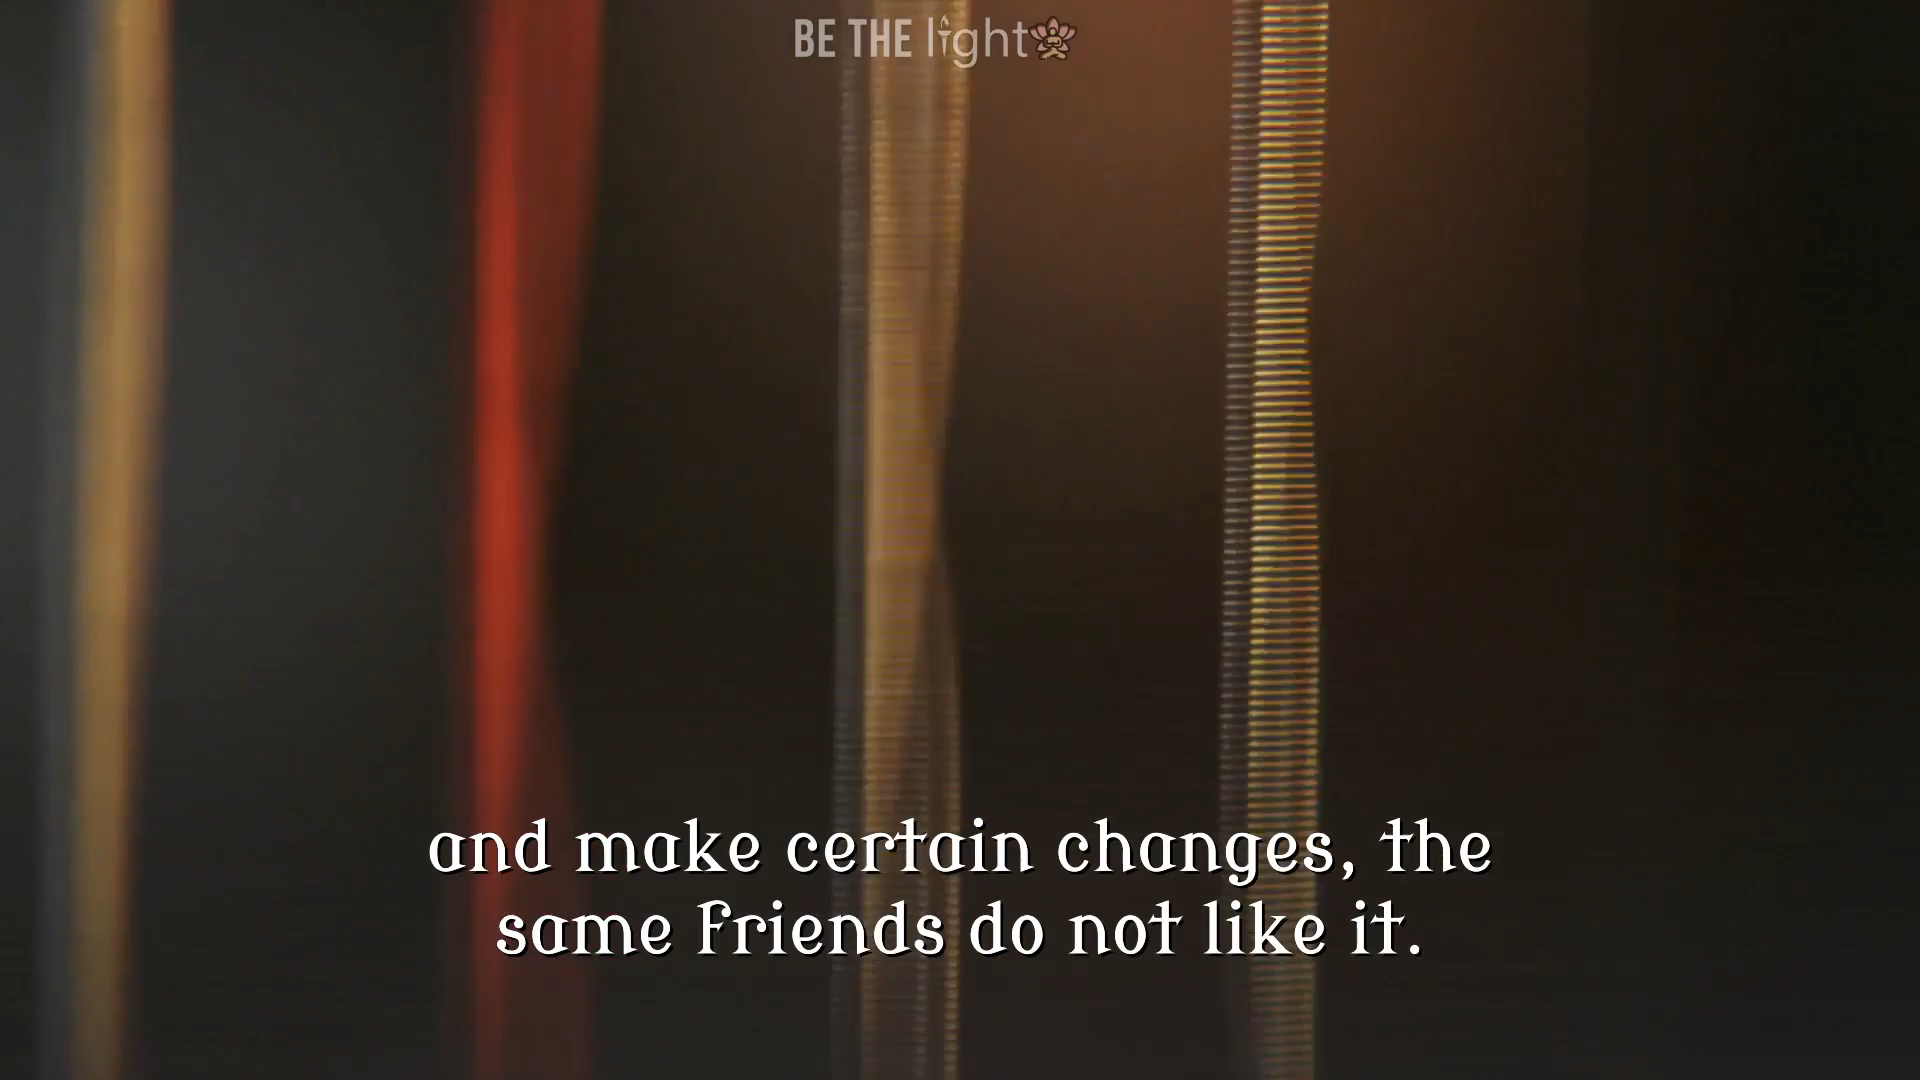 BE THE light
and make certain changes, the
same friends do not like it.